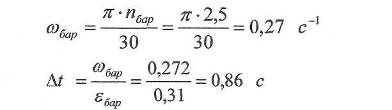 ω_бар = π · n_бар / 30 = π · 2,5 / 30 = 0,27 c⁻¹
Δt = ω_бар / ε_бар = 0,272 / 0,31 = 0,86 c